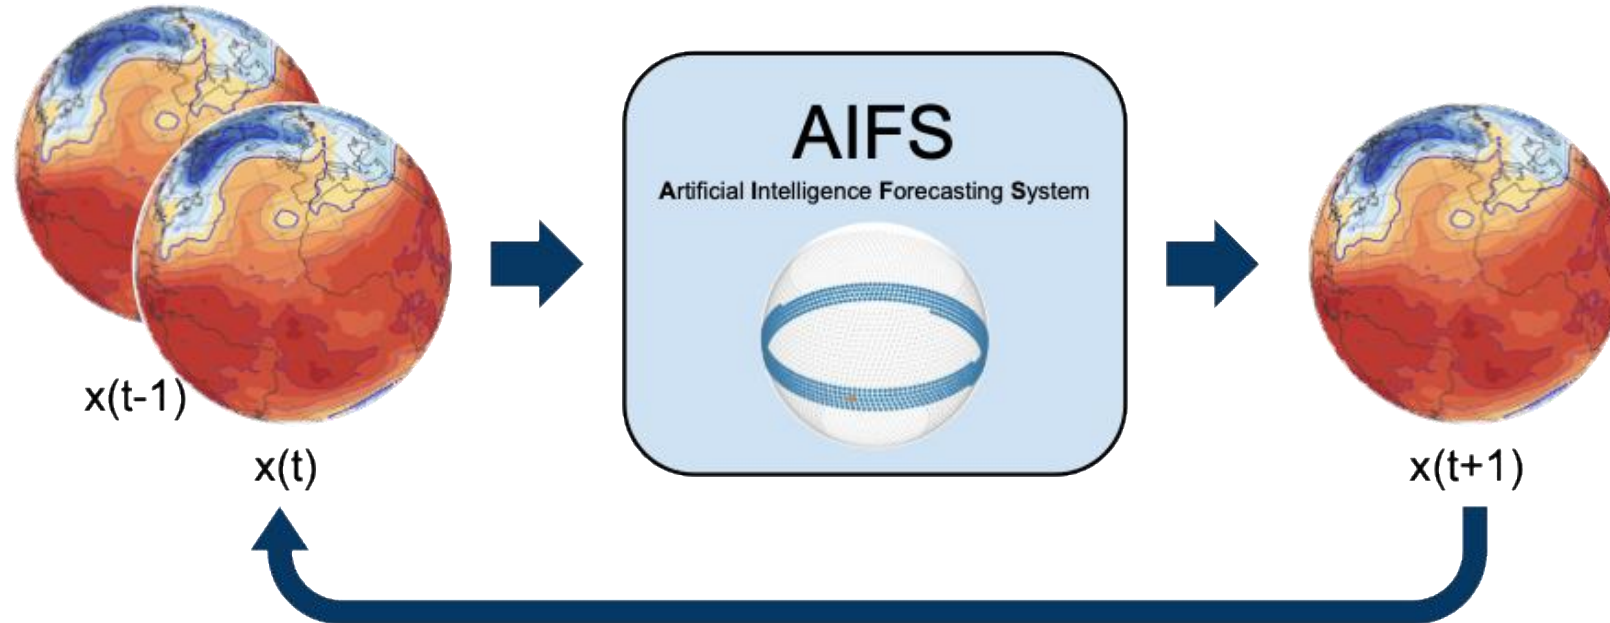 AIFS
Artificial Intelligence Forecasting System
x(t-1)
x(t)
x(t+1)